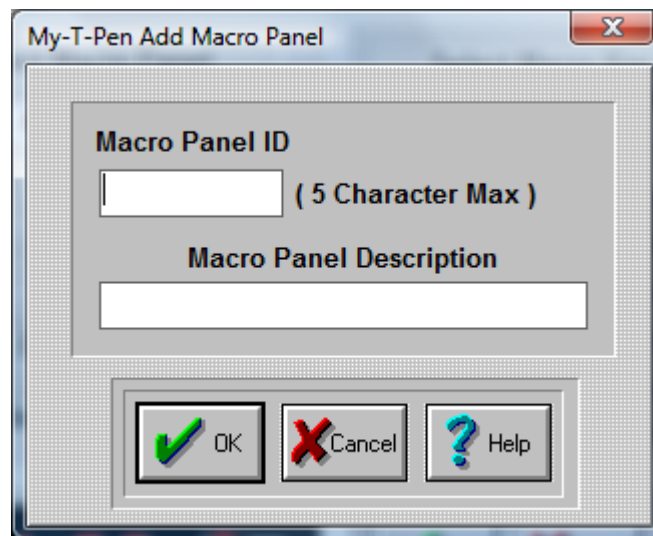 My-T-Pen Add Macro Panel
Macro Panel ID
( 5 Character Max )
Macro Panel Description
OK Cancel Help